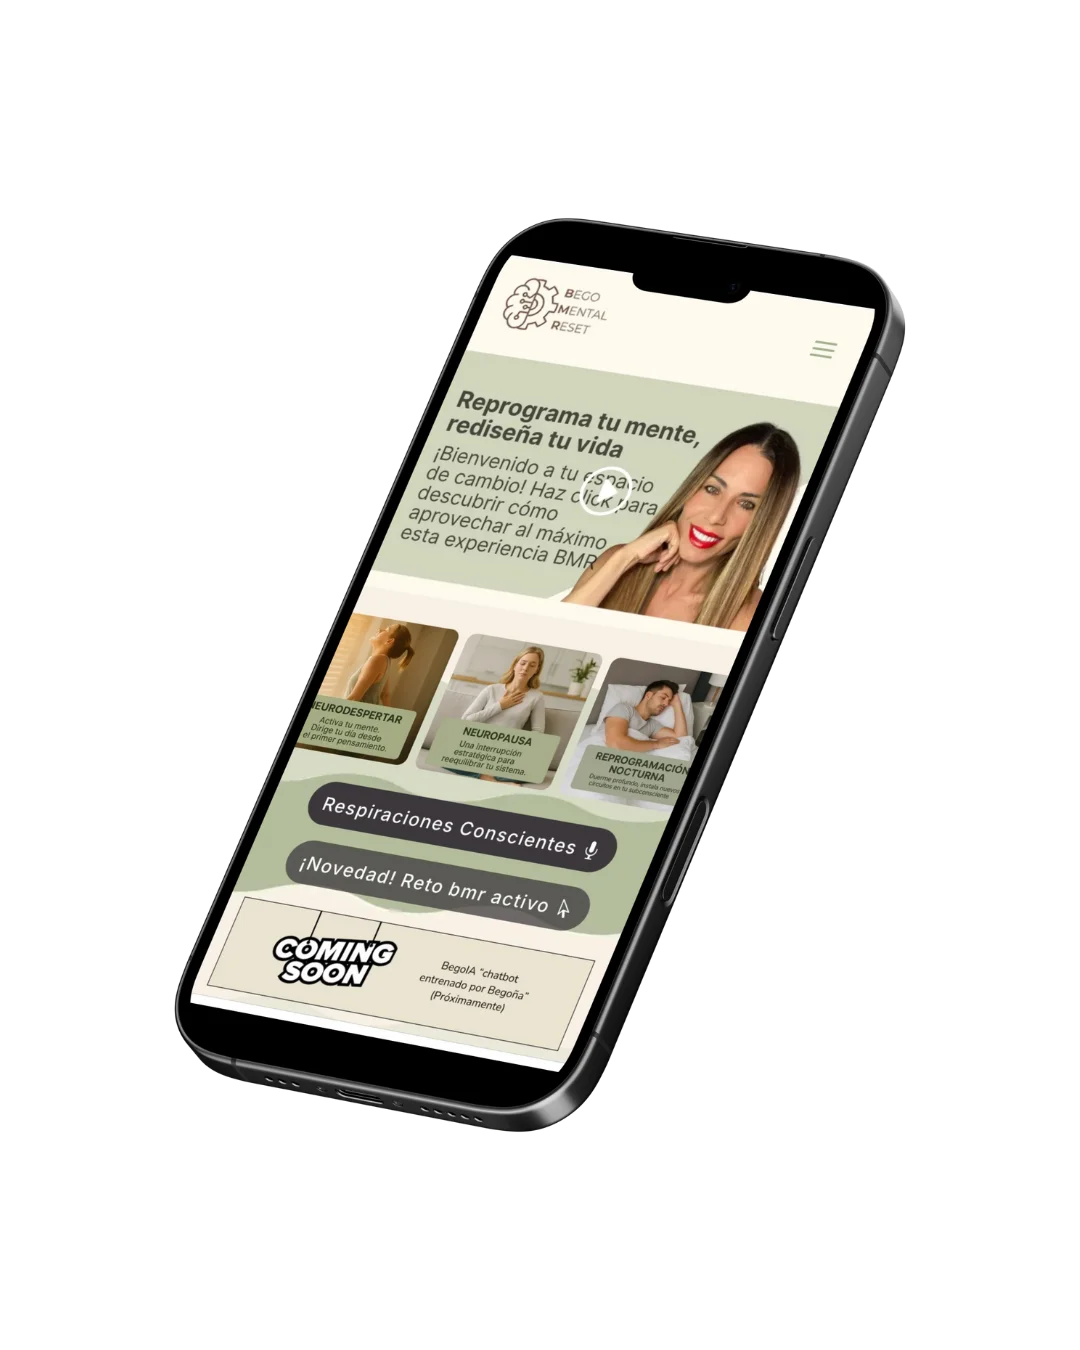 BEGO
MENTAL
RESET
Reprograma tu mente,
rediseña tu vida
¡Bienvenido a tu espacio
de cambio! Haz click para
descubrir cómo
aprovechar al máximo
esta experiencia BMR
NEURODESPERTAR
Activa tu mente.
Dirige tu día desde
el primer pensamiento.
NEUROPAUSA
Una interrupción
estratégica para
reequilibrar tu sistema.
REPROGRAMACIÓN
NOCTURNA
Duerme profundo, instala nuevos
circuitos en tu subconsciente
Respiraciones Conscientes
¡Novedad! Reto bmr activo
COMING
SOON
BegoIA "chatbot
entrenado por Begoña"
(Próximamente)